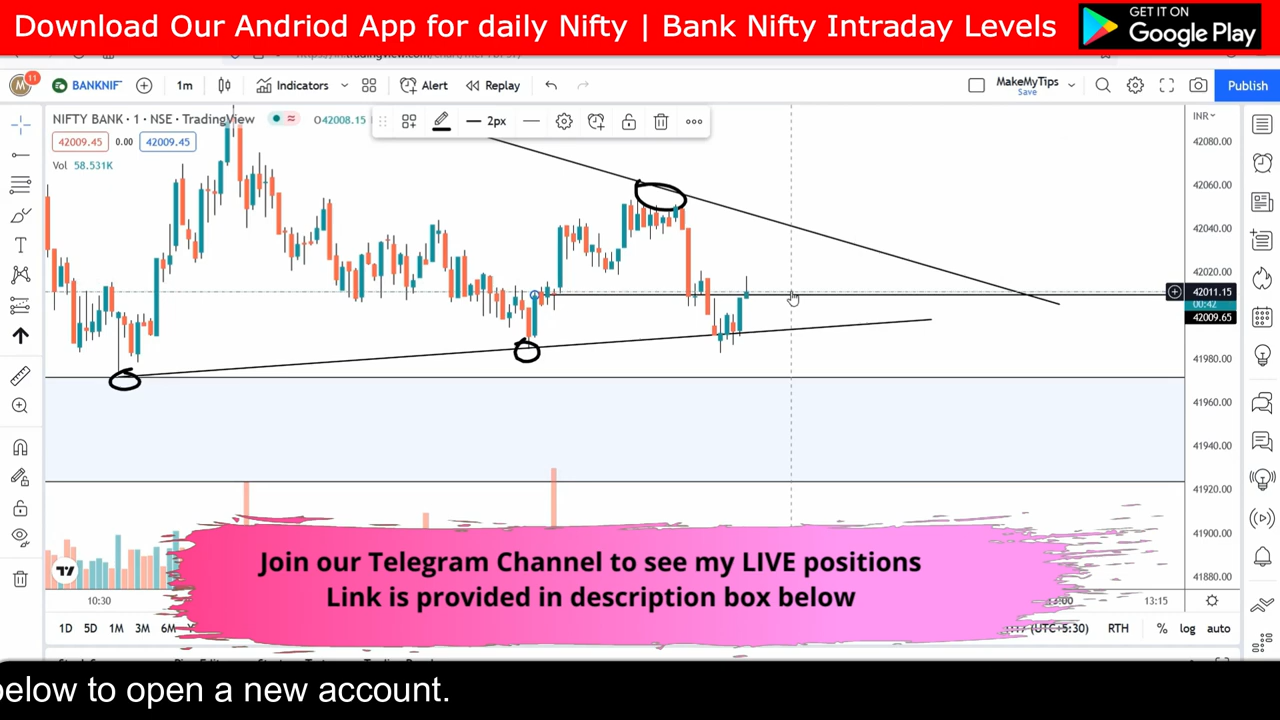 Download Our Andriod App for daily Nifty | Bank Nifty Intraday Levels
GET IT ON
Google Play
M 11 BANKNIF 1m Indicators Alert Replay
MakeMyTips
Save
Publish
NIFTY BANK · 1 · NSE · TradingView O42008.15
2px
INR
42009.45 0.00 42009.45
Vol 58.531K
42080.00
42060.00
42040.00
42020.00
42011.15
00:42
42009.65
41980.00
41960.00
41940.00
41920.00
41900.00
41880.00
Join our Telegram Channel to see my LIVE positions
Link is provided in description box below
10:30 13:15
1D 5D 1M 3M 6M (UTC+5:30) RTH % log auto
below to open a new account.